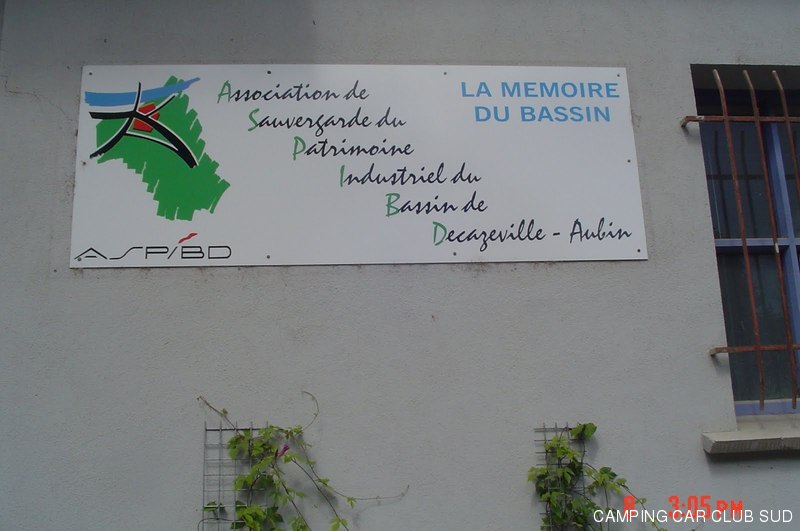 Association de
Sauvergarde du
Patrimoine
Industriel du
Bassin de
Decazeville - Aubin
LA MEMOIRE
DU BASSIN
ASPIBD
3:05 PM
CAMPING CAR CLUB SUD